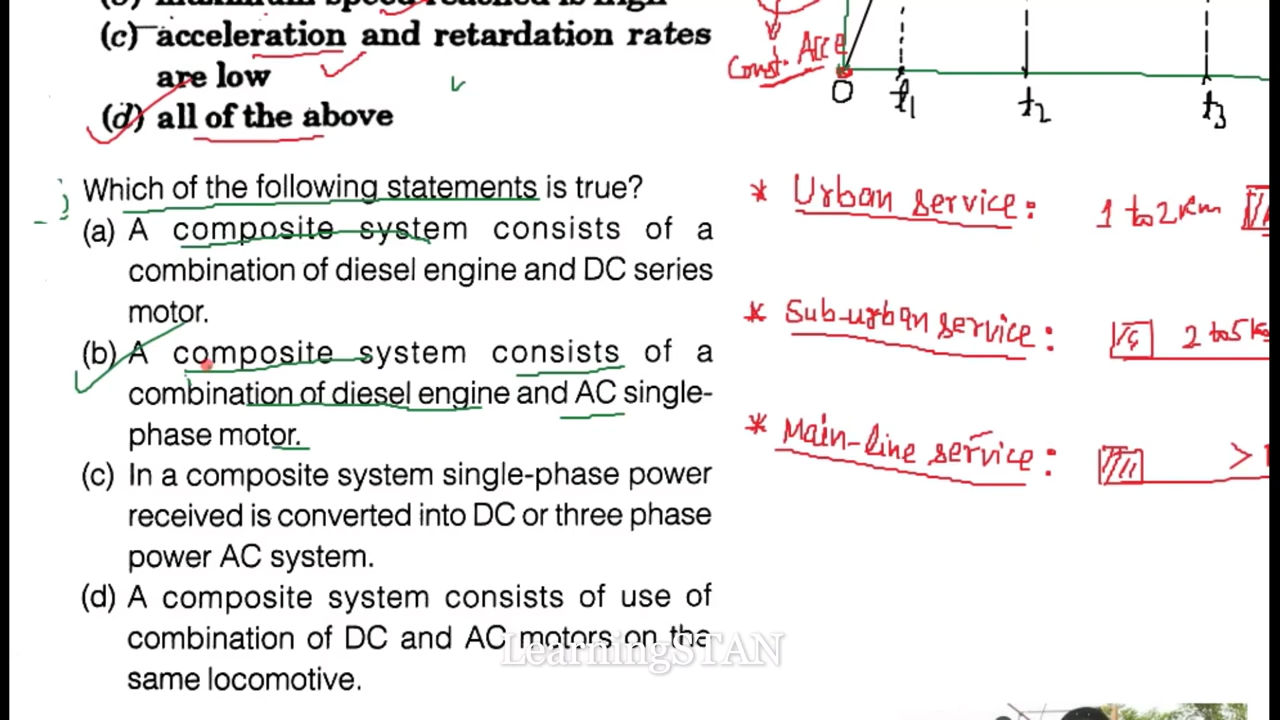 (c) acceleration and retardation rates
are low
(d) all of the above
Which of the following statements is true?
(a) A composite system consists of a
combination of diesel engine and DC series
motor.
(b) A composite system consists of a
combination of diesel engine and AC single-
phase motor.
(c) In a composite system single-phase power
received is converted into DC or three phase
power AC system.
(d) A composite system consists of use of
combination of DC and AC motors on the
same locomotive.
LearningSTAN
Const. Acce
O t1 t2 t3
* Urban service: 1 to 2 Km
* Sub-urban service: 2 to 5 K
* Main-line service: >